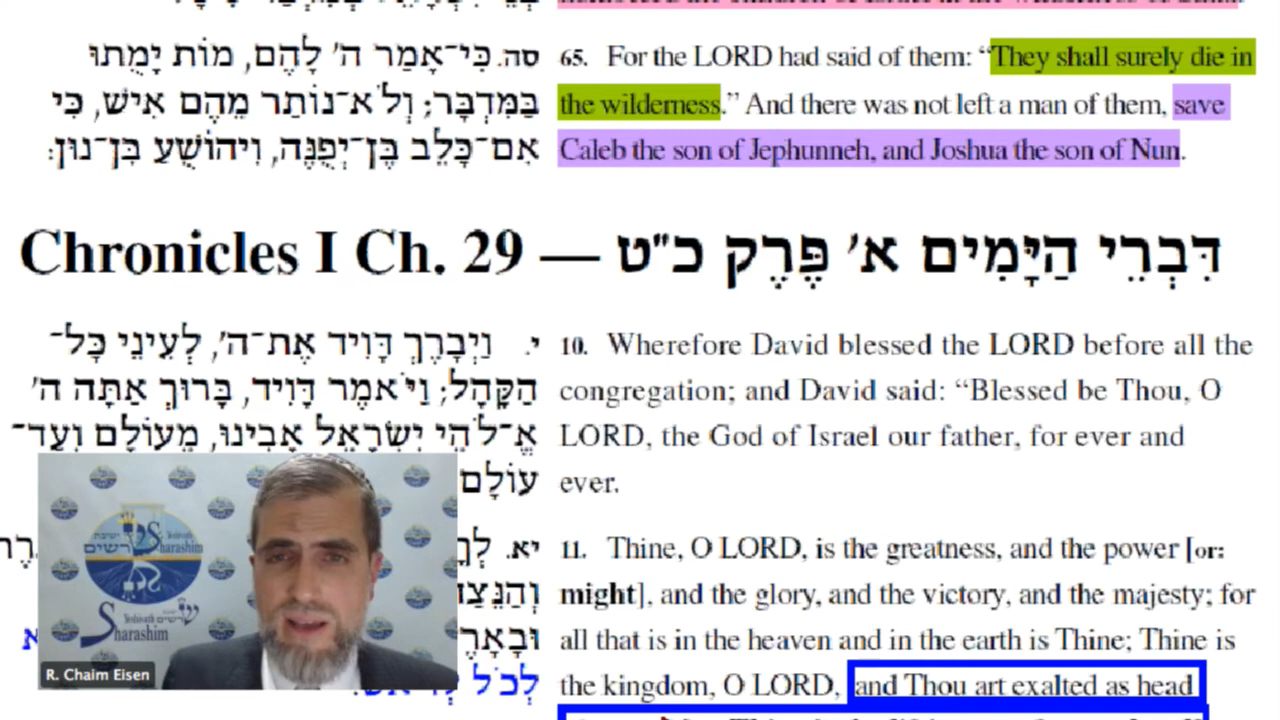 סה. כִּי־אָמַר ה' לָהֶם, מוֹת יָמֻתוּ
בַּמִּדְבָּר; וְלֹא־נוֹתַר מֵהֶם אִישׁ, כִּי
אִם־כָּלֵב בֶּן־יְפֻנֶּה, וִיהוֹשֻׁעַ בִּן־נוּן:
65. For the LORD had said of them: “They shall surely die in
the wilderness.” And there was not left a man of them, save
Caleb the son of Jephunneh, and Joshua the son of Nun.
Chronicles I Ch. 29 — דִּבְרֵי הַיָּמִים א' פֶּרֶק כ"ט
י. וַיְבָרֶךְ דָּוִיד אֶת־ה', לְעֵינֵי כָּל־
הַקָּהָל; וַיֹּאמֶר דָּוִיד, בָּרוּךְ אַתָּה ה'
אֱ־לֹהֵי יִשְׂרָאֵל אָבִינוּ, מֵעוֹלָם וְעַד־
עוֹלָם
10. Wherefore David blessed the LORD before all the
congregation; and David said: “Blessed be Thou, O
LORD, the God of Israel our father, for ever and
ever.
יא.
11. Thine, O LORD, is the greatness, and the power [or:
might], and the glory, and the victory, and the majesty; for
all that is in the heaven and in the earth is Thine; Thine is
the kingdom, O LORD, and Thou art exalted as head
לְכֹל
ישיבת שרשים
Yeshivath Sharashim
Yeshivath Sharashim
R. Chaim Eisen